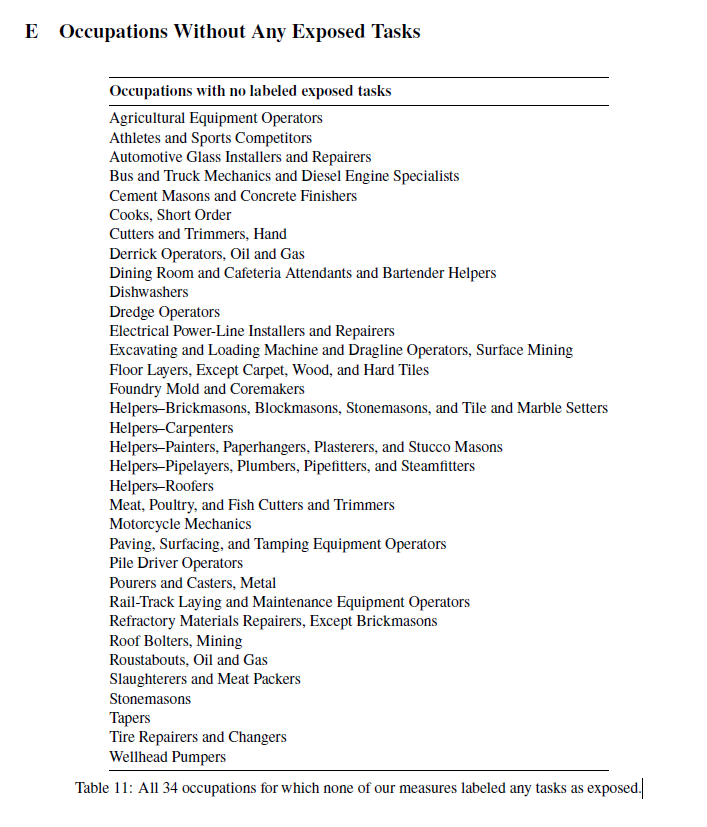 E Occupations Without Any Exposed Tasks
Occupations with no labeled exposed tasks
Agricultural Equipment Operators
Athletes and Sports Competitors
Automotive Glass Installers and Repairers
Bus and Truck Mechanics and Diesel Engine Specialists
Cement Masons and Concrete Finishers
Cooks, Short Order
Cutters and Trimmers, Hand
Derrick Operators, Oil and Gas
Dining Room and Cafeteria Attendants and Bartender Helpers
Dishwashers
Dredge Operators
Electrical Power-Line Installers and Repairers
Excavating and Loading Machine and Dragline Operators, Surface Mining
Floor Layers, Except Carpet, Wood, and Hard Tiles
Foundry Mold and Coremakers
Helpers–Brickmasons, Blockmasons, Stonemasons, and Tile and Marble Setters
Helpers–Carpenters
Helpers–Painters, Paperhangers, Plasterers, and Stucco Masons
Helpers–Pipelayers, Plumbers, Pipefitters, and Steamfitters
Helpers–Roofers
Meat, Poultry, and Fish Cutters and Trimmers
Motorcycle Mechanics
Paving, Surfacing, and Tamping Equipment Operators
Pile Driver Operators
Pourers and Casters, Metal
Rail-Track Laying and Maintenance Equipment Operators
Refractory Materials Repairers, Except Brickmasons
Roof Bolters, Mining
Roustabouts, Oil and Gas
Slaughterers and Meat Packers
Stonemasons
Tapers
Tire Repairers and Changers
Wellhead Pumpers
Table 11: All 34 occupations for which none of our measures labeled any tasks as exposed.